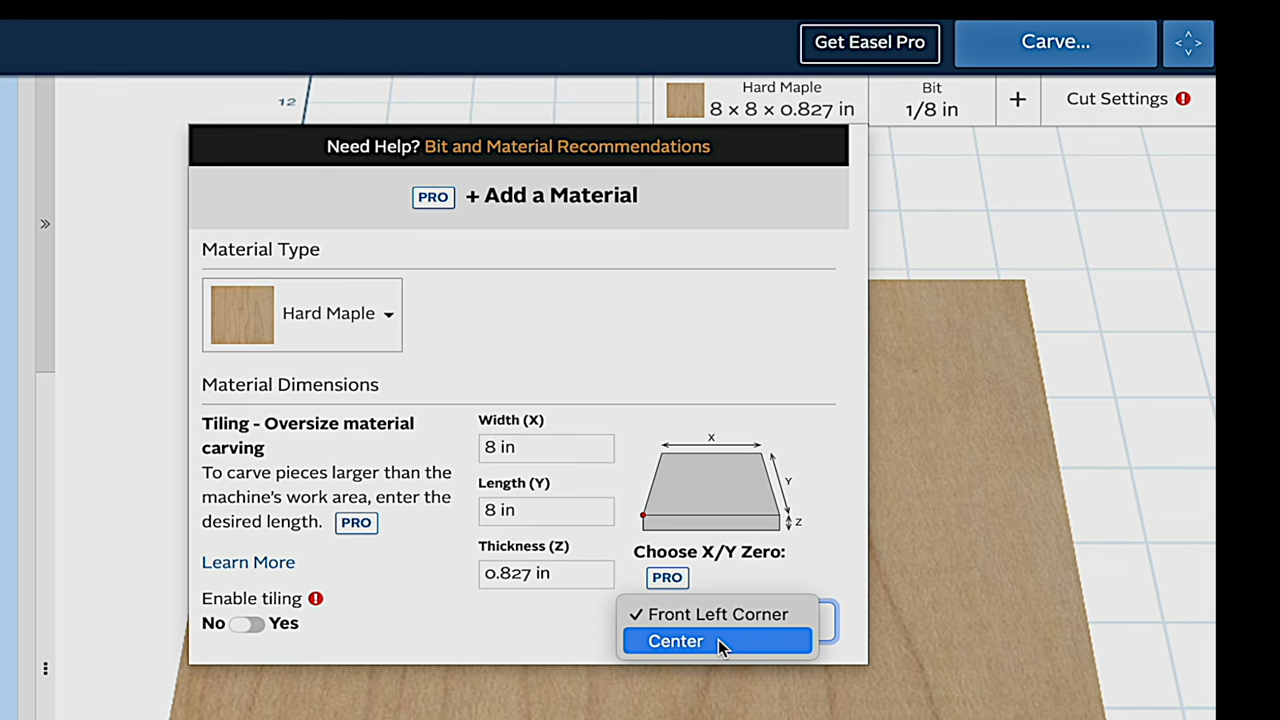 Get Easel Pro
Carve...
12
Hard Maple
8 x 8 x 0.827 in
Bit
1/8 in
+
Cut Settings
Need Help? Bit and Material Recommendations
PRO + Add a Material
Material Type
Hard Maple
Material Dimensions
Tiling - Oversize material
carving
To carve pieces larger than the
machine's work area, enter the
desired length. PRO
Learn More
Enable tiling
No Yes
Width (X)
8 in
Length (Y)
8 in
Thickness (Z)
0.827 in
X
Y
Z
Choose X/Y Zero:
PRO
✓ Front Left Corner
Center